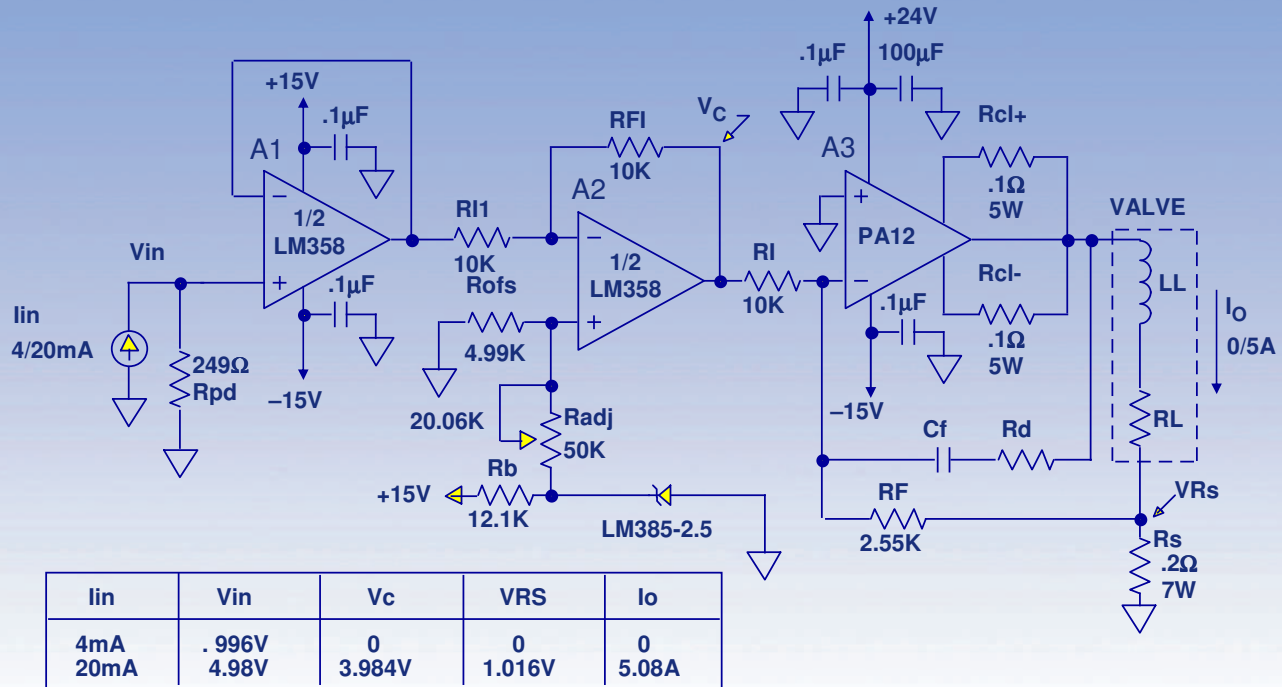 +24V
.1µF
100µF
+15V
.1µF
A1
1/2
LM358
Vin
Iin
4/20mA
249Ω
Rpd
.1µF
–15V
RI1
10K
Rofs
4.99K
RFI
10K
VC
A2
1/2
LM358
20.06K
Radj
50K
Rb
12.1K
+15V
LM385-2.5
RI
10K
A3
PA12
.1µF
–15V
Rcl+
.1Ω
5W
Rcl-
.1Ω
5W
VALVE
LL
RL
IO
0/5A
Cf
Rd
RF
2.55K
VRs
Rs
.2Ω
7W
Iin Vin Vc VRS Io
4mA .996V 0 0 0
20mA 4.98V 3.984V 1.016V 5.08A